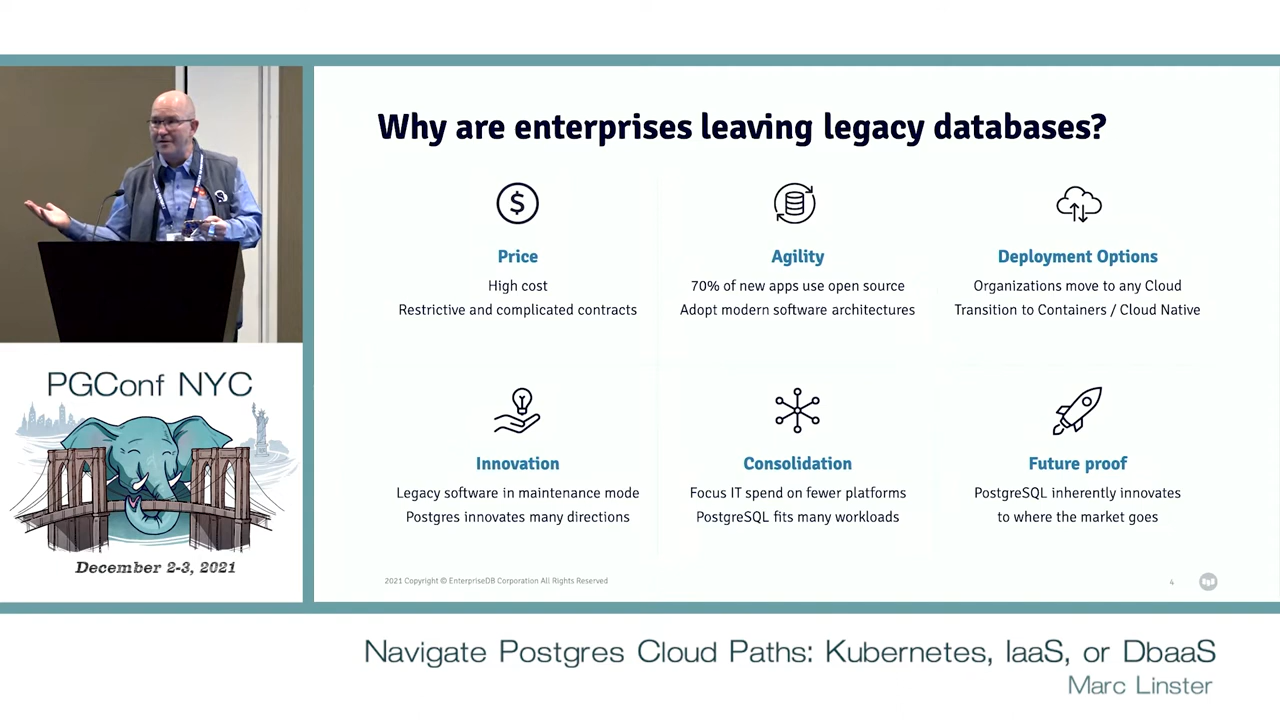 Why are enterprises leaving legacy databases?
Price
High cost
Restrictive and complicated contracts
Agility
70% of new apps use open source
Adopt modern software architectures
Deployment Options
Organizations move to any Cloud
Transition to Containers / Cloud Native
Innovation
Legacy software in maintenance mode
Postgres innovates many directions
Consolidation
Focus IT spend on fewer platforms
PostgreSQL fits many workloads
Future proof
PostgreSQL inherently innovates
to where the market goes
2021 Copyright © EnterpriseDB Corporation All Rights Reserved
4
PGConf NYC
December 2-3, 2021
Navigate Postgres Cloud Paths: Kubernetes, IaaS, or DbaaS
Marc Linster